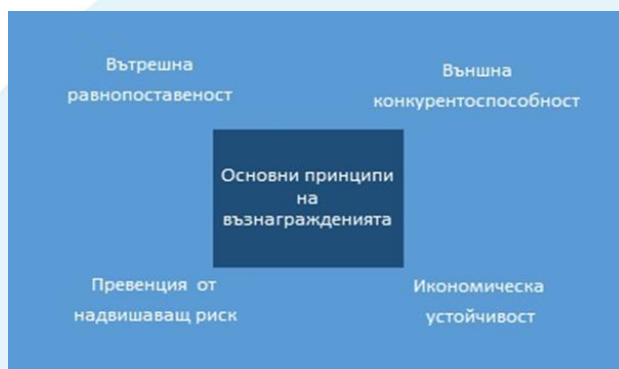 Вътрешна
равнопоставеност
Външна
конкурентоспособност
Основни принципи
на
възнагражденията
Превенция от
надвишаващ риск
Икономическа
устойчивост